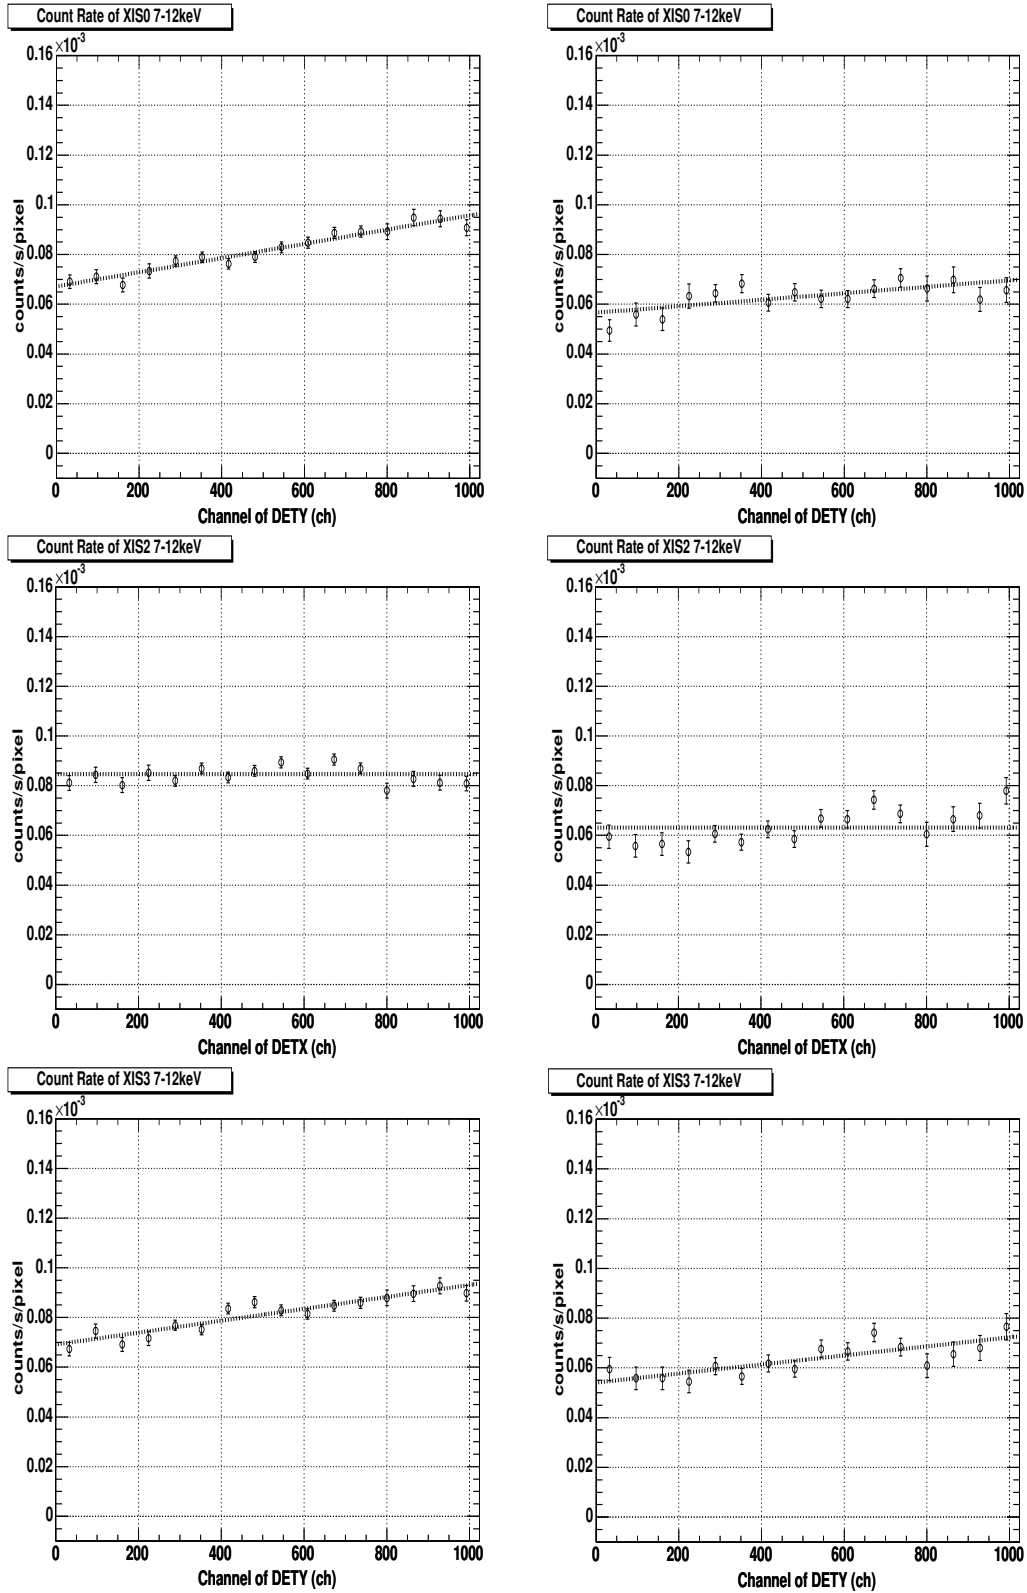 Count Rate of XIS0 7-12keV
×10-3
0.16
0.14
0.12
0.1
0.08
0.06
0.04
0.02
0
counts/s/pixel
0 200 400 600 800 1000
Channel of DETY (ch)
Count Rate of XIS0 7-12keV
×10-3
0.16
0.14
0.12
0.1
0.08
0.06
0.04
0.02
0
counts/s/pixel
0 200 400 600 800 1000
Channel of DETY (ch)
Count Rate of XIS2 7-12keV
×10-3
0.16
0.14
0.12
0.1
0.08
0.06
0.04
0.02
0
counts/s/pixel
0 200 400 600 800 1000
Channel of DETX (ch)
Count Rate of XIS2 7-12keV
×10-3
0.16
0.14
0.12
0.1
0.08
0.06
0.04
0.02
0
counts/s/pixel
0 200 400 600 800 1000
Channel of DETX (ch)
Count Rate of XIS3 7-12keV
×10-3
0.16
0.14
0.12
0.1
0.08
0.06
0.04
0.02
0
counts/s/pixel
0 200 400 600 800 1000
Channel of DETY (ch)
Count Rate of XIS3 7-12keV
×10-3
0.16
0.14
0.12
0.1
0.08
0.06
0.04
0.02
0
counts/s/pixel
0 200 400 600 800 1000
Channel of DETY (ch)